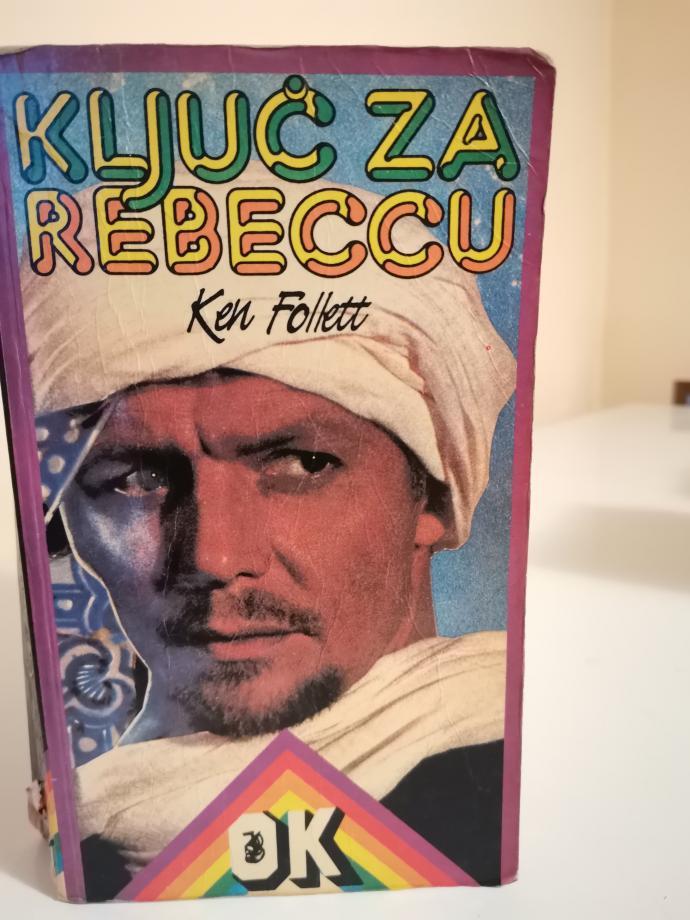 KLJUČ ZA
REBECCU
Ken Follett
OK